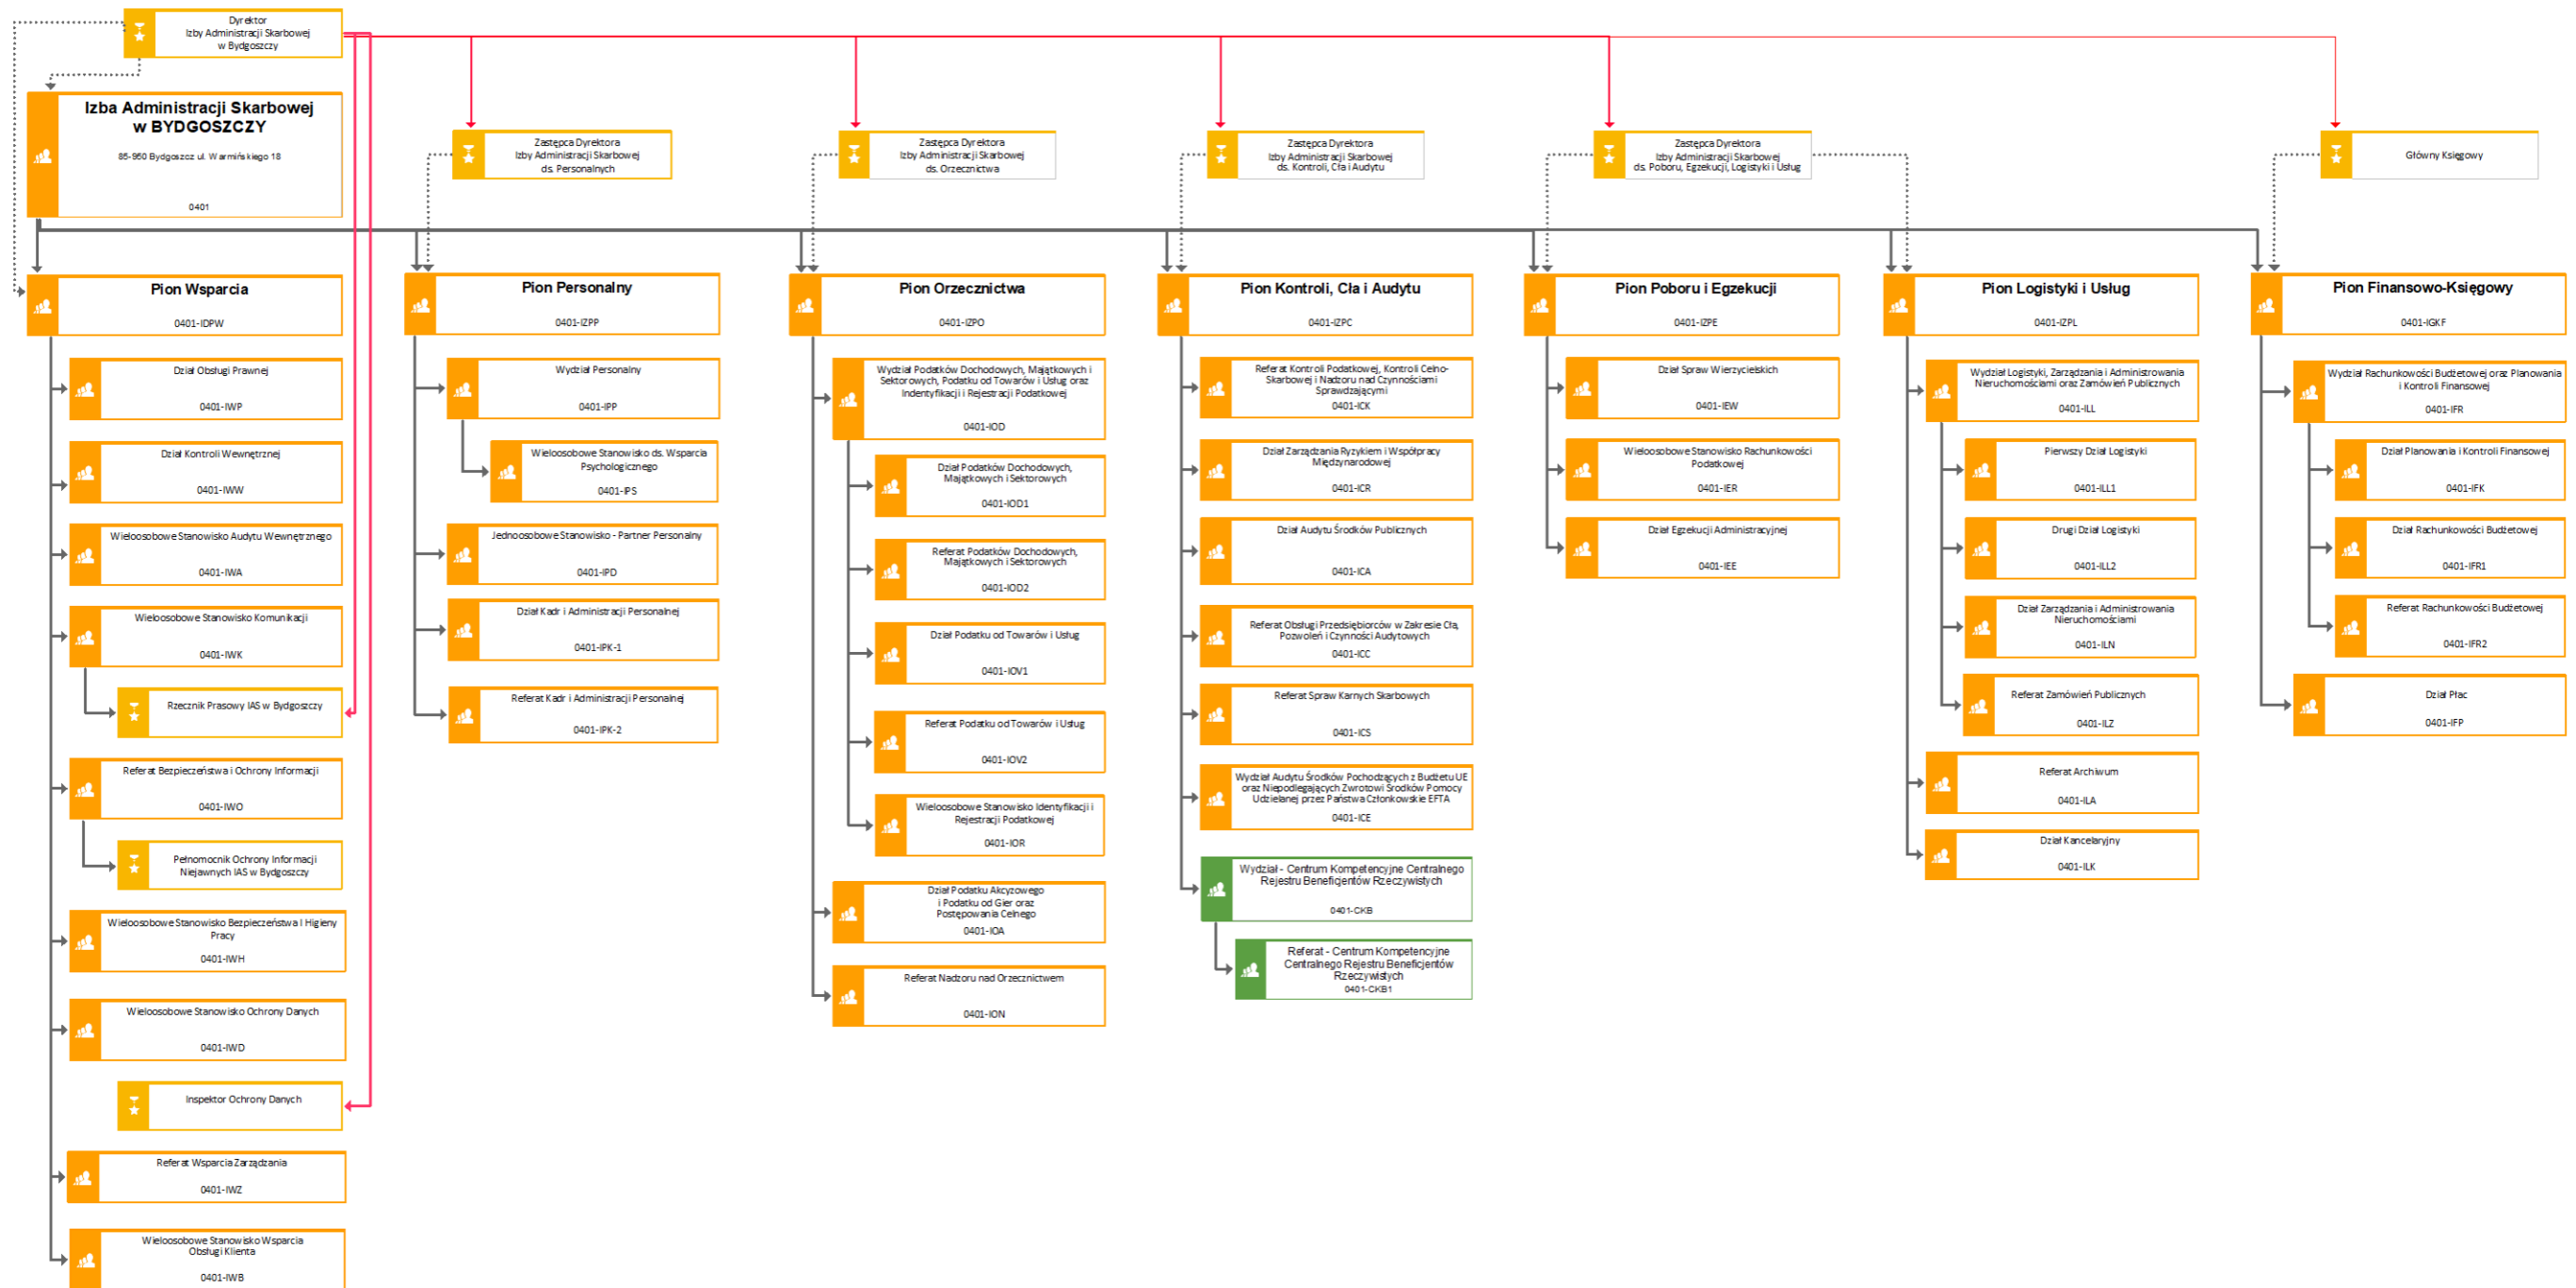 Dyrektor
Izby Administracji Skarbowej
w Bydgoszczy
Izba Administracji Skarbowej
w BYDGOSZCZY
85-950 Bydgoszcz ul. Warmińskiego 18
0401
Zastępca Dyrektora
Izby Administracji Skarbowej
ds. Personalnych
Zastępca Dyrektora
Izby Administracji Skarbowej
ds. Orzecznictwa
Zastępca Dyrektora
Izby Administracji Skarbowej
ds. Kontroli, Cła i Audytu
Zastępca Dyrektora
Izby Administracji Skarbowej
ds. Poboru, Egzekucji, Logistyki i Usług
Główny Księgowy
Pion Wsparcia
0401-IDPW
Dział Obsługi Prawnej
0401-IWP
Dział Kontroli Wewnętrznej
0401-IWW
Wieloosobowe Stanowisko Audytu Wewnętrznego
0401-IWA
Wieloosobowe Stanowisko Komunikacji
0401-IWK
Rzecznik Prasowy IAS w Bydgoszczy
Referat Bezpieczeństwa i Ochrony Informacji
0401-IWO
Pełnomocnik Ochrony Informacji
Niejawnych IAS w Bydgoszczy
Wieloosobowe Stanowisko Bezpieczeństwa I Higieny
Pracy
0401-IWH
Wieloosobowe Stanowisko Ochrony Danych
0401-IWD
Inspektor Ochrony Danych
Referat Wsparcia Zarządzania
0401-IWZ
Wieloosobowe Stanowisko Wsparcia
Obsługi Klienta
0401-IWB
Pion Personalny
0401-IZPP
Wydział Personalny
0401-IPP
Wieloosobowe Stanowisko ds. Wsparcia
Psychologicznego
0401-IPS
Jednoosobowe Stanowisko - Partner Personalny
0401-IPD
Dział Kadr i Administracji Personalnej
0401-IPK-1
Referat Kadr i Administracji Personalnej
0401-IPK-2
Pion Orzecznictwa
0401-IZPO
Wydział Podatków Dochodowych, Majątkowych i
Sektorowych, Podatku od Towarów i Usług oraz
Indentyfikacji i Rejestracji Podatkowej
0401-IOD
Dział Podatków Dochodowych,
Majątkowych i Sektorowych
0401-IOD1
Referat Podatków Dochodowych,
Majątkowych i Sektorowych
0401-IOD2
Dział Podatku od Towarów i Usług
0401-IOV1
Referat Podatku od Towarów i Usług
0401-IOV2
Wieloosobowe Stanowisko Identyfikacji i
Rejestracji Podatkowej
0401-IOR
Dział Podatku Akcyzowego
i Podatku od Gier oraz
Postępowania Celnego
0401-IOA
Referat Nadzoru nad Orzecznictwem
0401-ION
Pion Kontroli, Cła i Audytu
0401-IZPC
Referat Kontroli Podatkowej, Kontroli Celno-
Skarbowej i Nadzoru nad Czynnościami
Sprawdzającymi
0401-ICK
Dział Zarządzania Ryzykiem i Współpracy
Międzynarodowej
0401-ICR
Dział Audytu Środków Publicznych
0401-ICA
Referat Obsługi Przedsiębiorców w Zakresie Cła,
Pozwoleń i Czynności Audytowych
0401-ICC
Referat Spraw Karnych Skarbowych
0401-ICS
Wydział Audytu Środków Pochodzących z Budżetu UE
oraz Niepodlegających Zwrotowi Środków Pomocy
Udzielanej przez Państwa Członkowskie EFTA
0401-ICE
Wydział - Centrum Kompetencyjne Centralnego
Rejestru Beneficjentów Rzeczywistych
0401-CKB
Referat - Centrum Kompetencyjne
Centralnego Rejestru Beneficjentów
Rzeczywistych
0401-CKB1
Pion Poboru i Egzekucji
0401-IZPE
Dział Spraw Wierzycielskich
0401-IEW
Wieloosobowe Stanowisko Rachunkowości
Podatkowej
0401-IER
Dział Egzekucji Administracyjnej
0401-IEE
Pion Logistyki i Usług
0401-IZPL
Wydział Logistyki, Zarządzania i Administrowania
Nieruchomościami oraz Zamówień Publicznych
0401-ILL
Pierwszy Dział Logistyki
0401-ILL1
Drugi Dział Logistyki
0401-ILL2
Dział Zarządzania i Administrowania
Nieruchomościami
0401-ILN
Referat Zamówień Publicznych
0401-ILZ
Referat Archiwum
0401-ILA
Dział Kancelaryjny
0401-ILK
Pion Finansowo-Księgowy
0401-IGKF
Wydział Rachunkowości Budżetowej oraz Planowania
i Kontroli Finansowej
0401-IFR
Dział Planowania i Kontroli Finansowej
0401-IFK
Dział Rachunkowości Budżetowej
0401-IFR1
Referat Rachunkowości Budżetowej
0401-IFR2
Dział Płac
0401-IFP